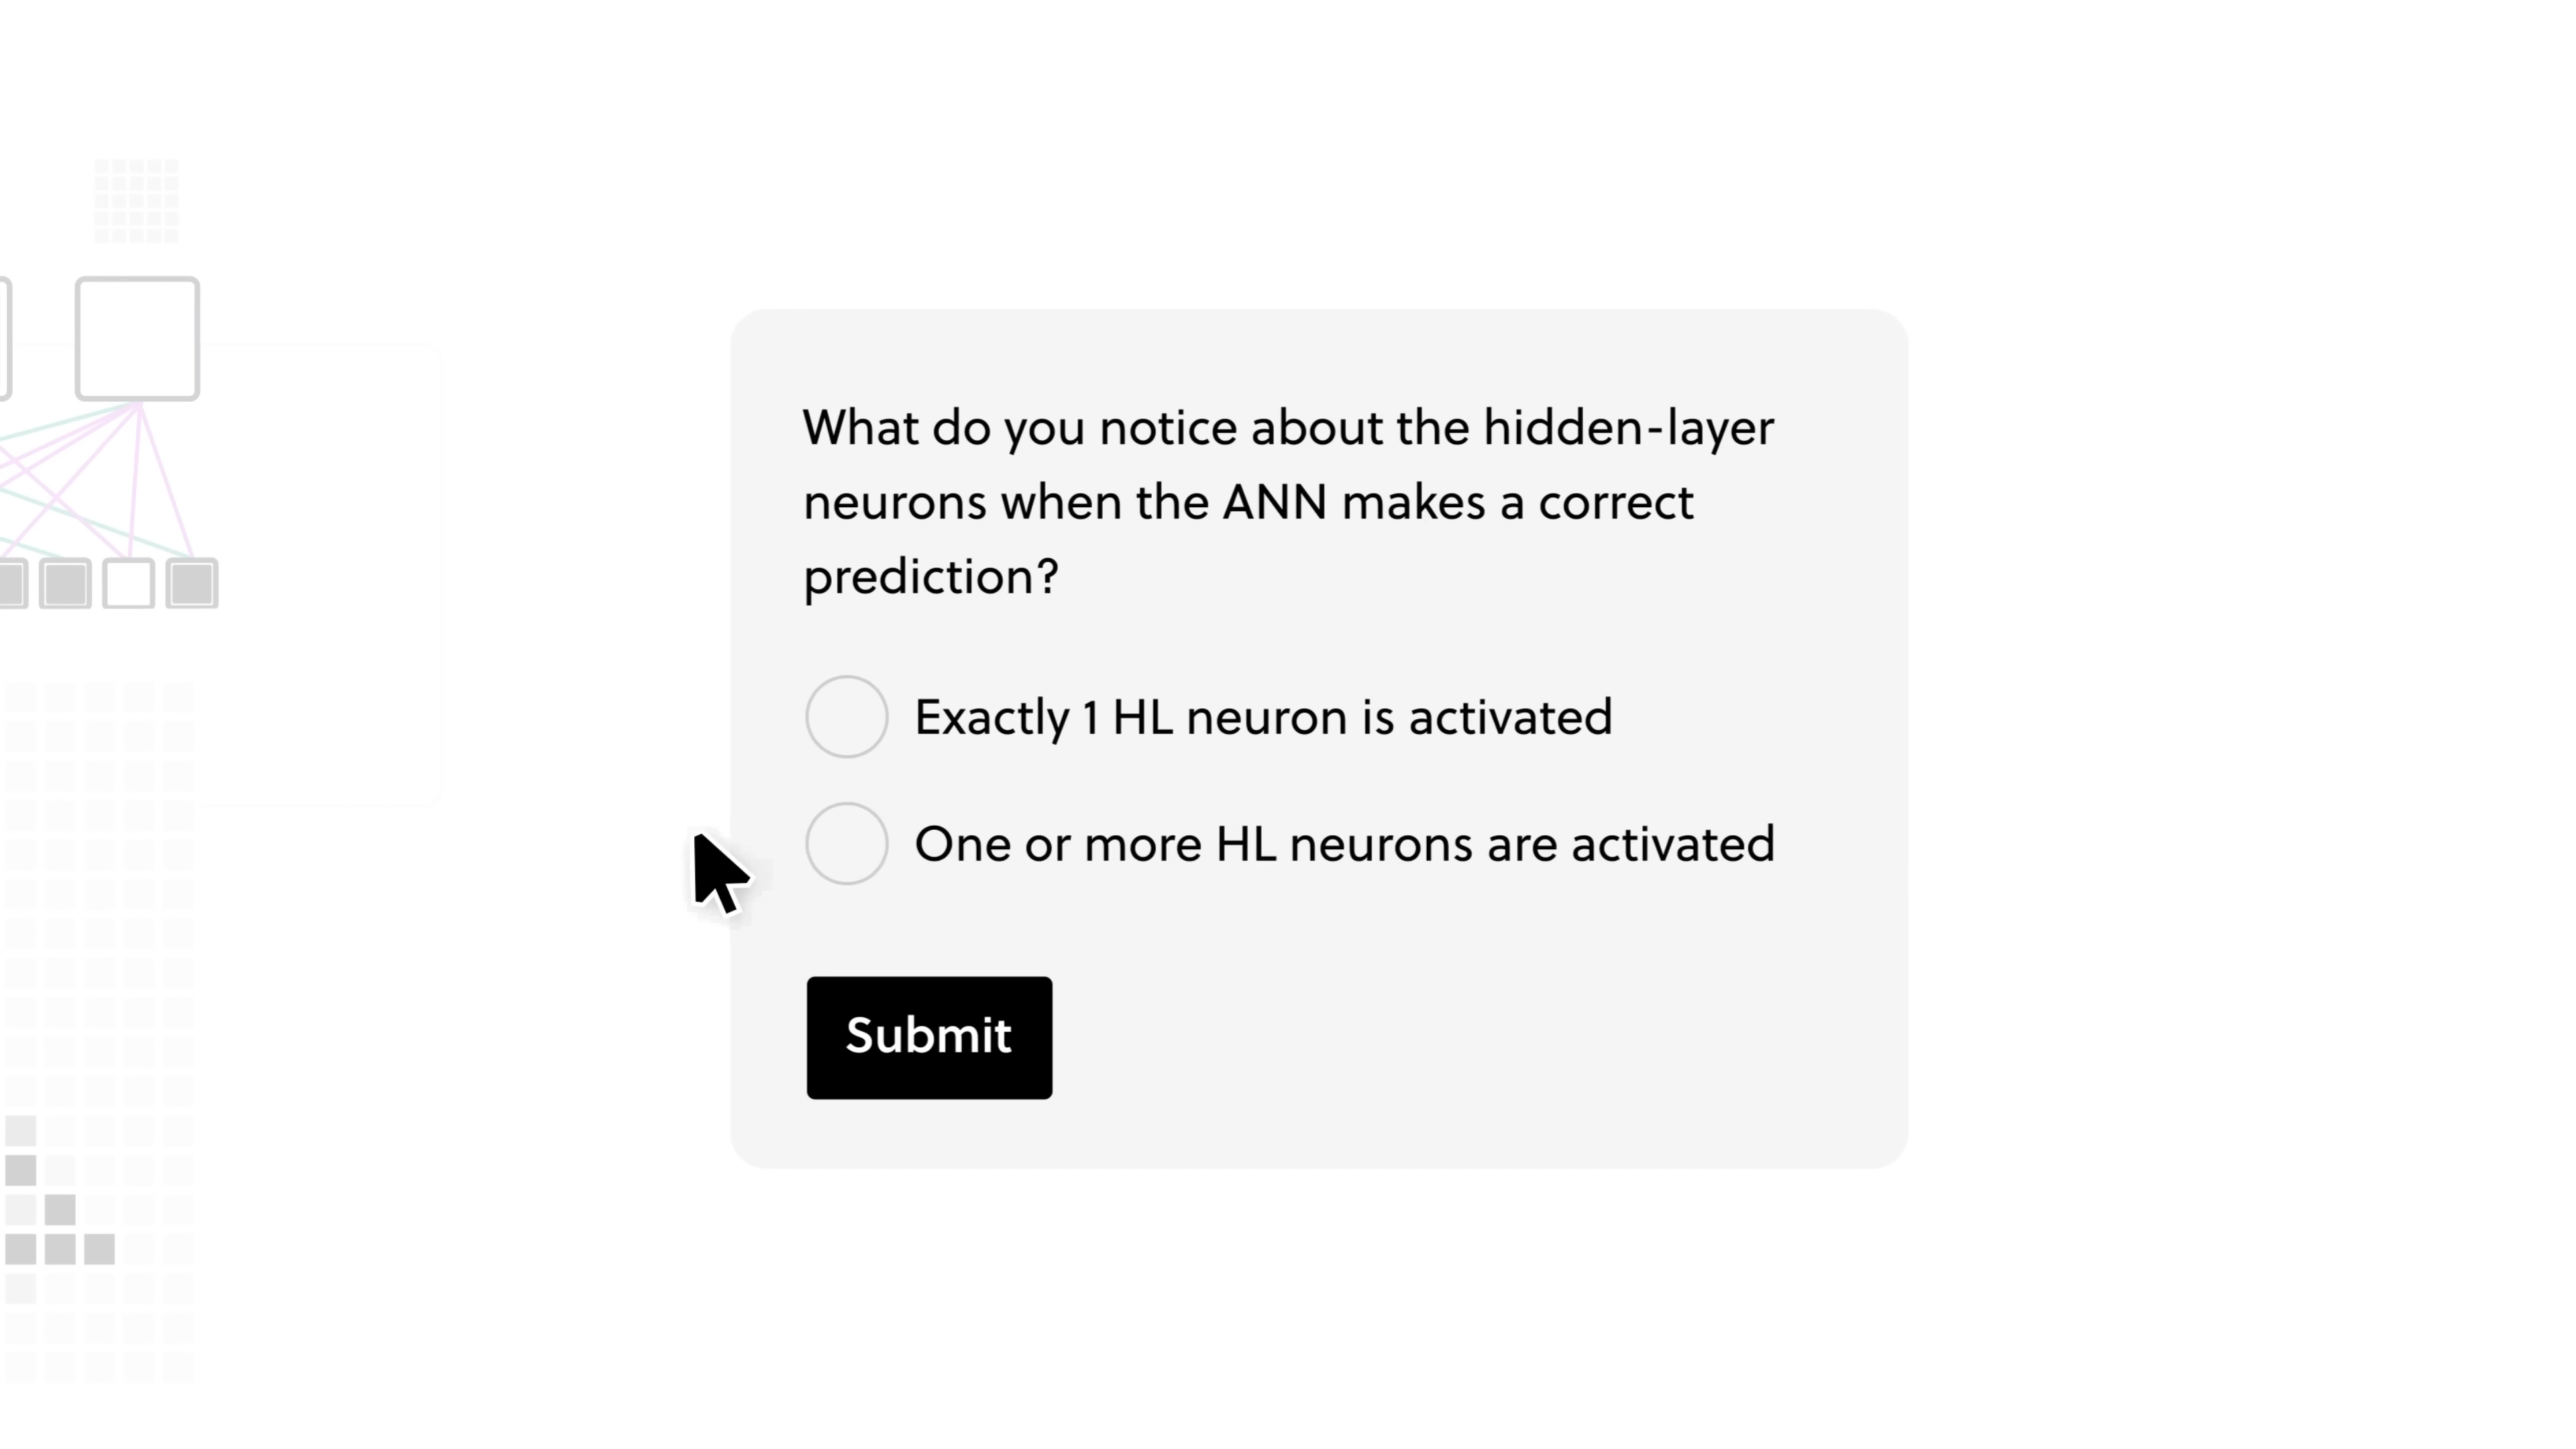 What do you notice about the hidden-layer
neurons when the ANN makes a correct
prediction?
Exactly 1 HL neuron is activated
One or more HL neurons are activated
Submit